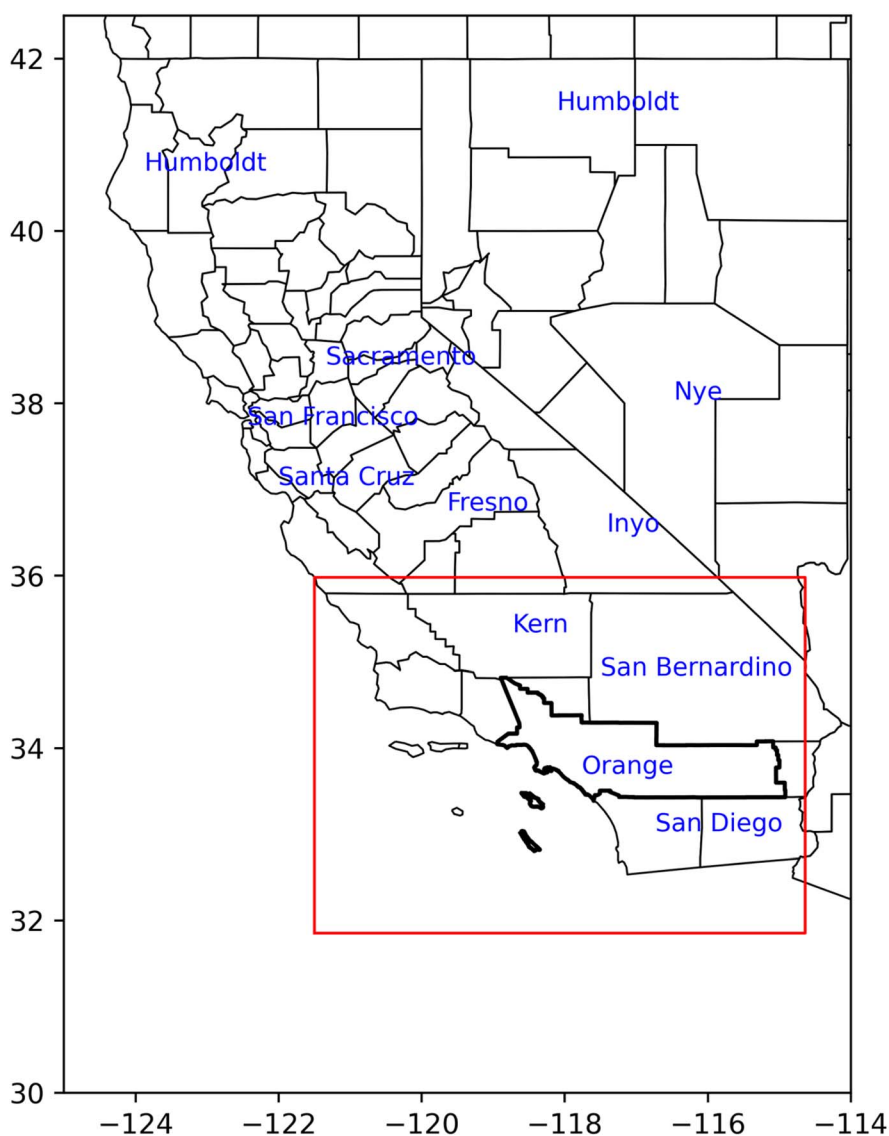 42
Humboldt
Humboldt
40
Sacramento
38
Nye
San Francisco
Santa Cruz
Fresno
Inyo
36
Kern
San Bernardino
34
Orange
San Diego
32
30
−124 −122 −120 −118 −116 −114